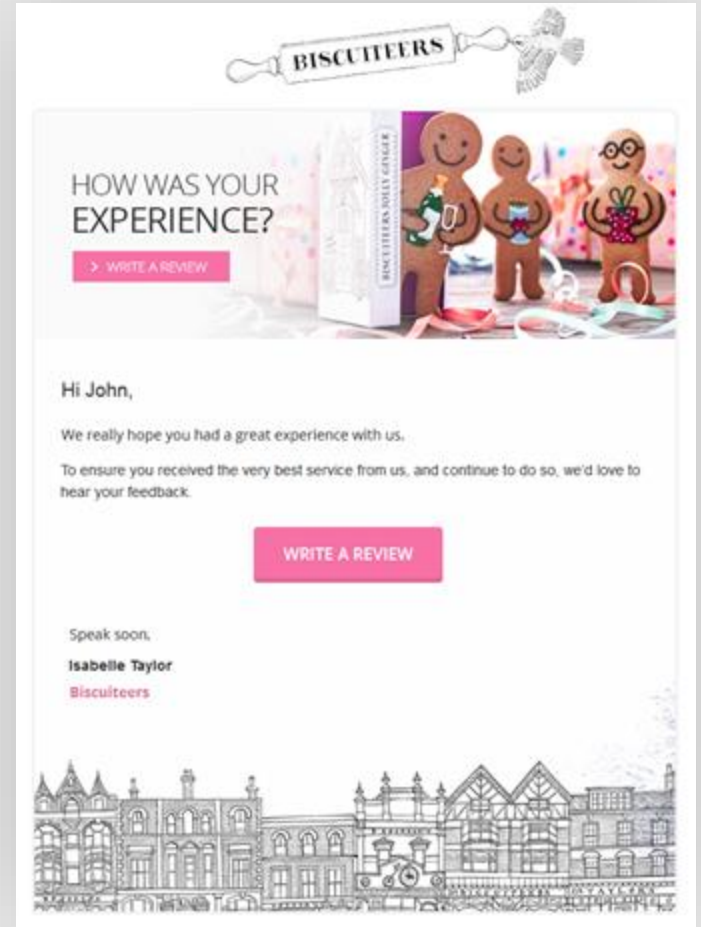 BISCUITEERS
HOW WAS YOUR
EXPERIENCE?
> WRITE A REVIEW
BISCUITEERS JOLLY GINGER
Hi John,
We really hope you had a great experience with us.
To ensure you received the very best service from us, and continue to do so, we'd love to
hear your feedback.
WRITE A REVIEW
Speak soon,
Isabelle Taylor
Biscuiteers